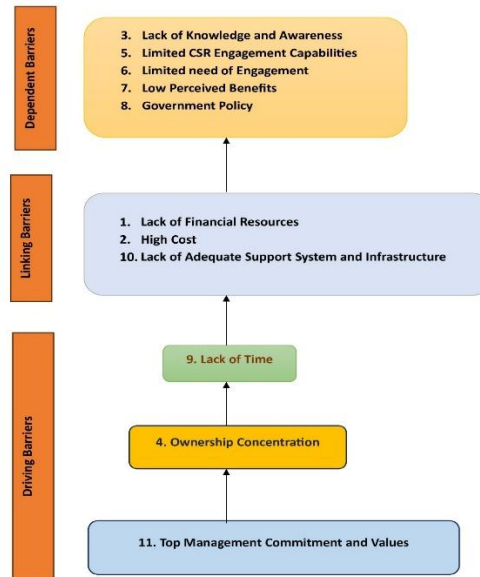 Dependent Barriers
3. Lack of Knowledge and Awareness
5. Limited CSR Engagement Capabilities
6. Limited need of Engagement
7. Low Perceived Benefits
8. Government Policy
Linking Barriers
1. Lack of Financial Resources
2. High Cost
10. Lack of Adequate Support System and Infrastructure
Driving Barriers
9. Lack of Time
4. Ownership Concentration
11. Top Management Commitment and Values